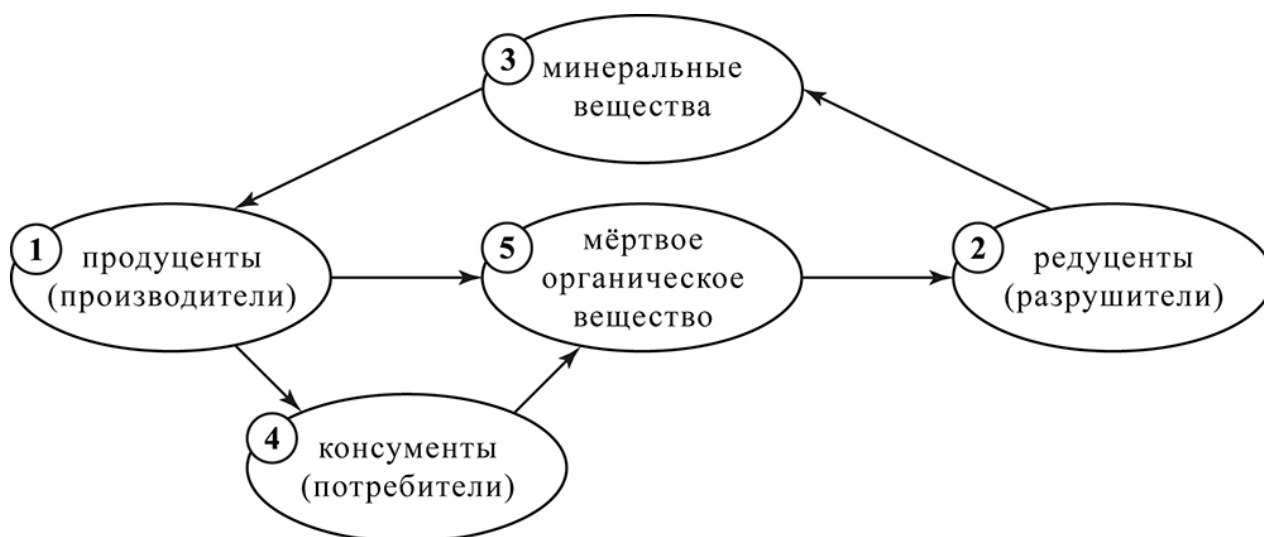 3
минеральные
вещества
1
продуценты
(производители)
5
мёртвое
органическое
вещество
2
редуценты
(разрушители)
4
консументы
(потребители)